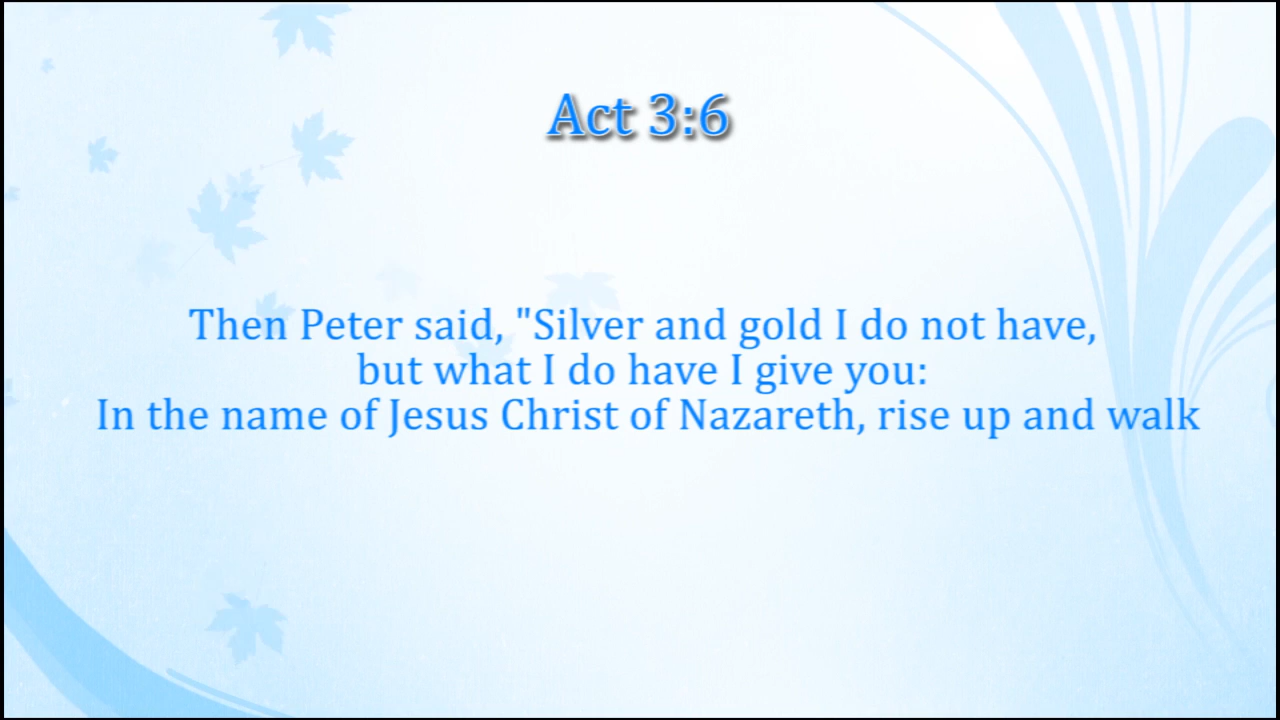 Act 3:6
Then Peter said, "Silver and gold I do not have,
but what I do have I give you:
In the name of Jesus Christ of Nazareth, rise up and walk